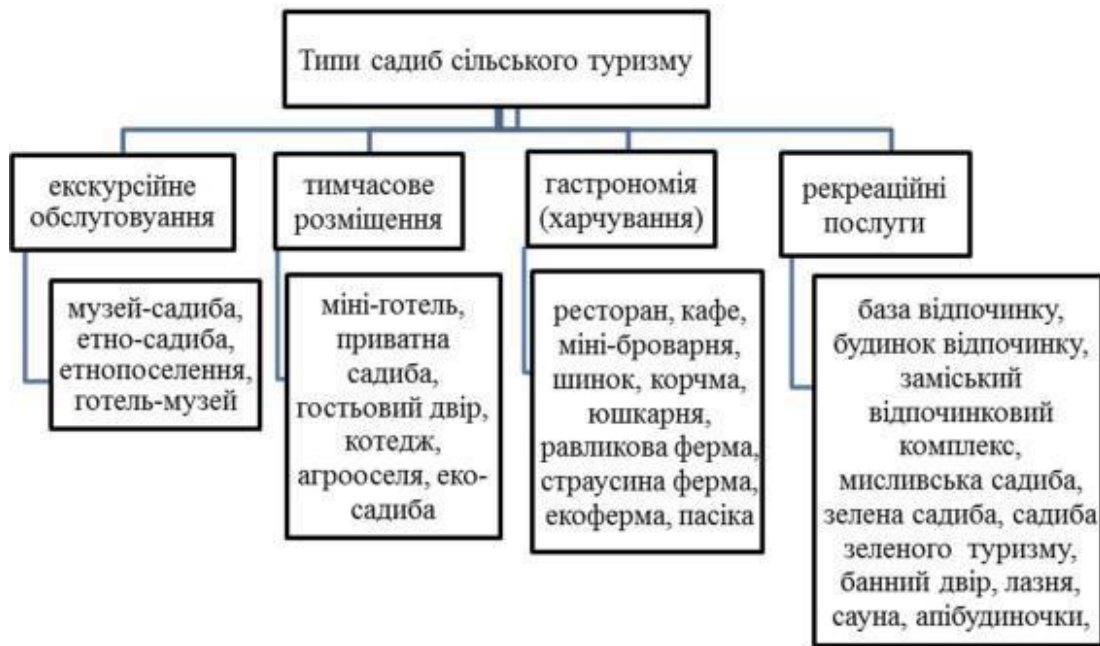 Типи садиб сільського туризму
екскурсійне
обслуговуання
тимчасове
розміщення
гастрономія
(харчування)
рекреаційні
послуги
музей-садиба,
етно-садиба,
етнопоселення,
готель-музей
міні-готель,
приватна
садиба,
гостьовий двір,
котедж,
агрооселя, еко-
садиба
ресторан, кафе,
міні-броварня,
шинок, корчма,
юшкарня,
равликова ферма,
страусина ферма,
екоферма, пасіка
база відпочинку,
будинок відпочинку,
заміський
відпочинковий
комплекс,
мисливська садиба,
зелена садиба, садиба
зеленого туризму,
банний двір, лазня,
сауна, апібудиночки,